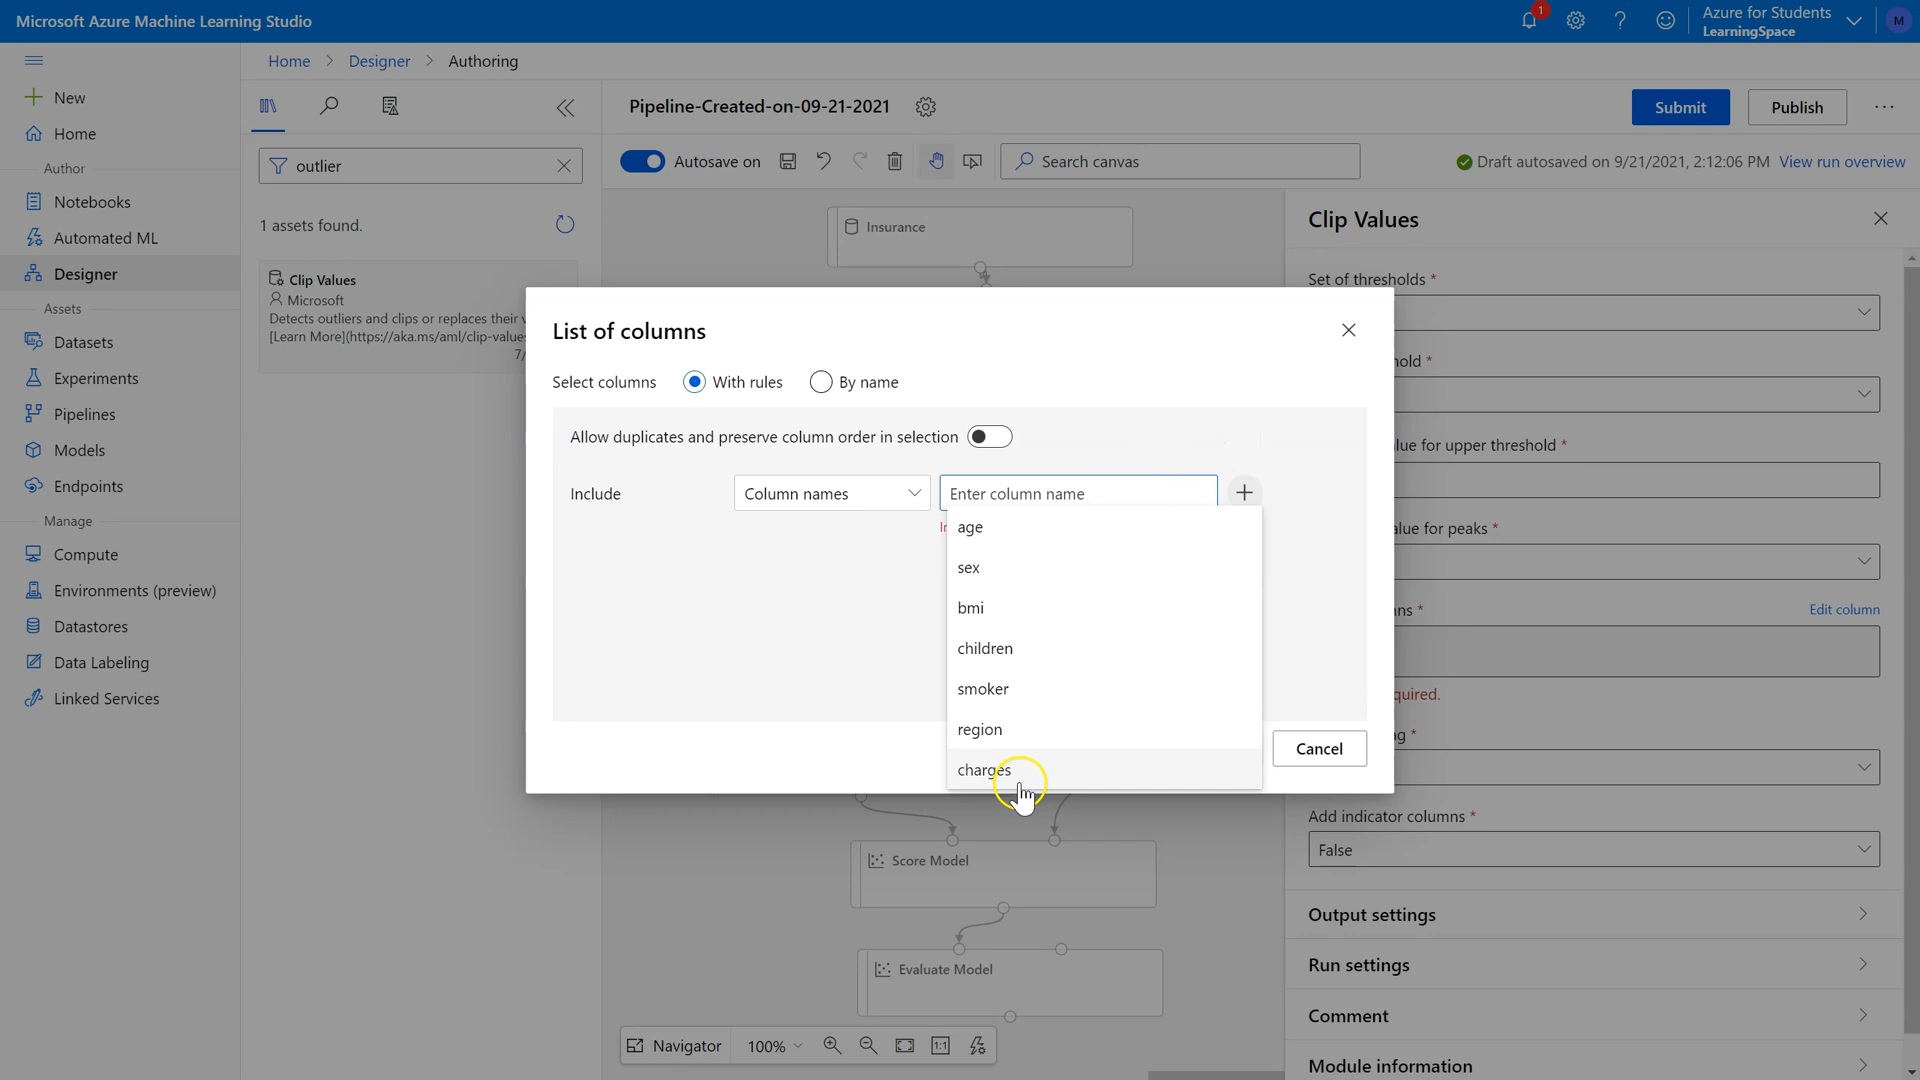 Microsoft Azure Machine Learning Studio
1
Azure for Students
LearningSpace
M
New
Home
Author
Notebooks
Automated ML
Designer
Assets
Datasets
Experiments
Pipelines
Models
Endpoints
Manage
Compute
Environments (preview)
Datastores
Data Labeling
Linked Services
Home > Designer > Authoring
outlier
1 assets found.
Clip Values
Microsoft
Detects outliers and clips or replaces their
[Learn More](https://aka.ms/aml/clip-value
7/
Pipeline-Created-on-09-21-2021
Submit
Publish
Autosave on
Search canvas
Draft autosaved on 9/21/2021, 2:12:06 PM View run overview
Insurance
List of columns
Select columns
With rules
By name
Allow duplicates and preserve column order in selection
Include
Column names
Enter column name
age
sex
bmi
children
smoker
region
charges
Cancel
Score Model
Evaluate Model
Navigator
100%
1:1
Clip Values
Set of thresholds *
hold *
lue for upper threshold *
alue for peaks *
ns *
Edit column
quired.
ag *
Add indicator columns *
False
Output settings
Run settings
Comment
Module information